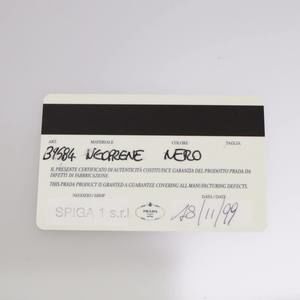 ART. MATERIALE COLORE TAGLIA
39584 NEOPRENE NERO
IL PRESENTE CERTIFICATO DI AUTENTICITÀ COSTITUISCE GARANZIA DEL PRODOTTO PRADA DA
DIFETTI DI FABBRICAZIONE.
THIS PRADA PRODUCT IS GRANTED A GUARANTEE COVERING ALL MANUFACTURING DEFECTS.
NEGOZIO / SHOP DATA / DATE
SPIGA 1 s.r.l PRADA 18/11/99